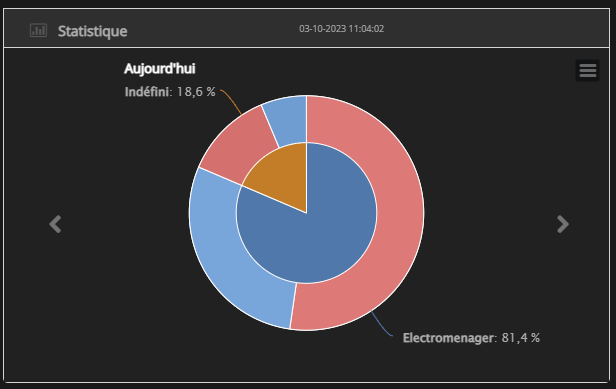 Statistique
03-10-2023 11:04:02
Aujourd'hui
Indéfini: 18,6 %
Electromenager: 81,4 %